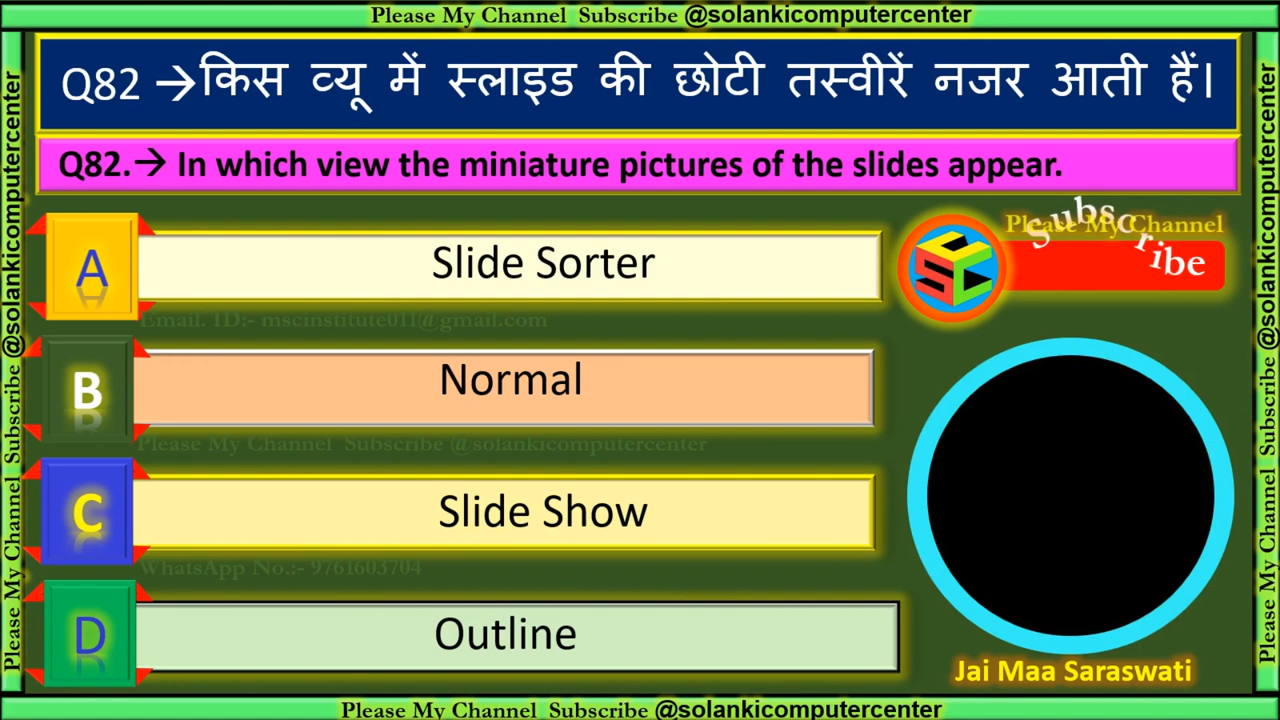 Please My Channel Subscribe @solankicomputercenter
Q82 →किस व्यू में स्लाइड की छोटी तस्वीरें नजर आती हैं।
Q82.→ In which view the miniature pictures of the slides appear.
A
Slide Sorter
Please My Channel
Subscribe
SCC
Email. ID:- mscinstitute011@gmail.com
B
Normal
Please My Channel Subscribe @solankicomputercenter
C
Slide Show
WhatsApp No.:- 9761603704
D
Outline
Jai Maa Saraswati
Please My Channel Subscribe @solankicomputercenter
Please My Channel Subscribe @solankicomputercenter
Please My Channel Subscribe @solankicomputercenter